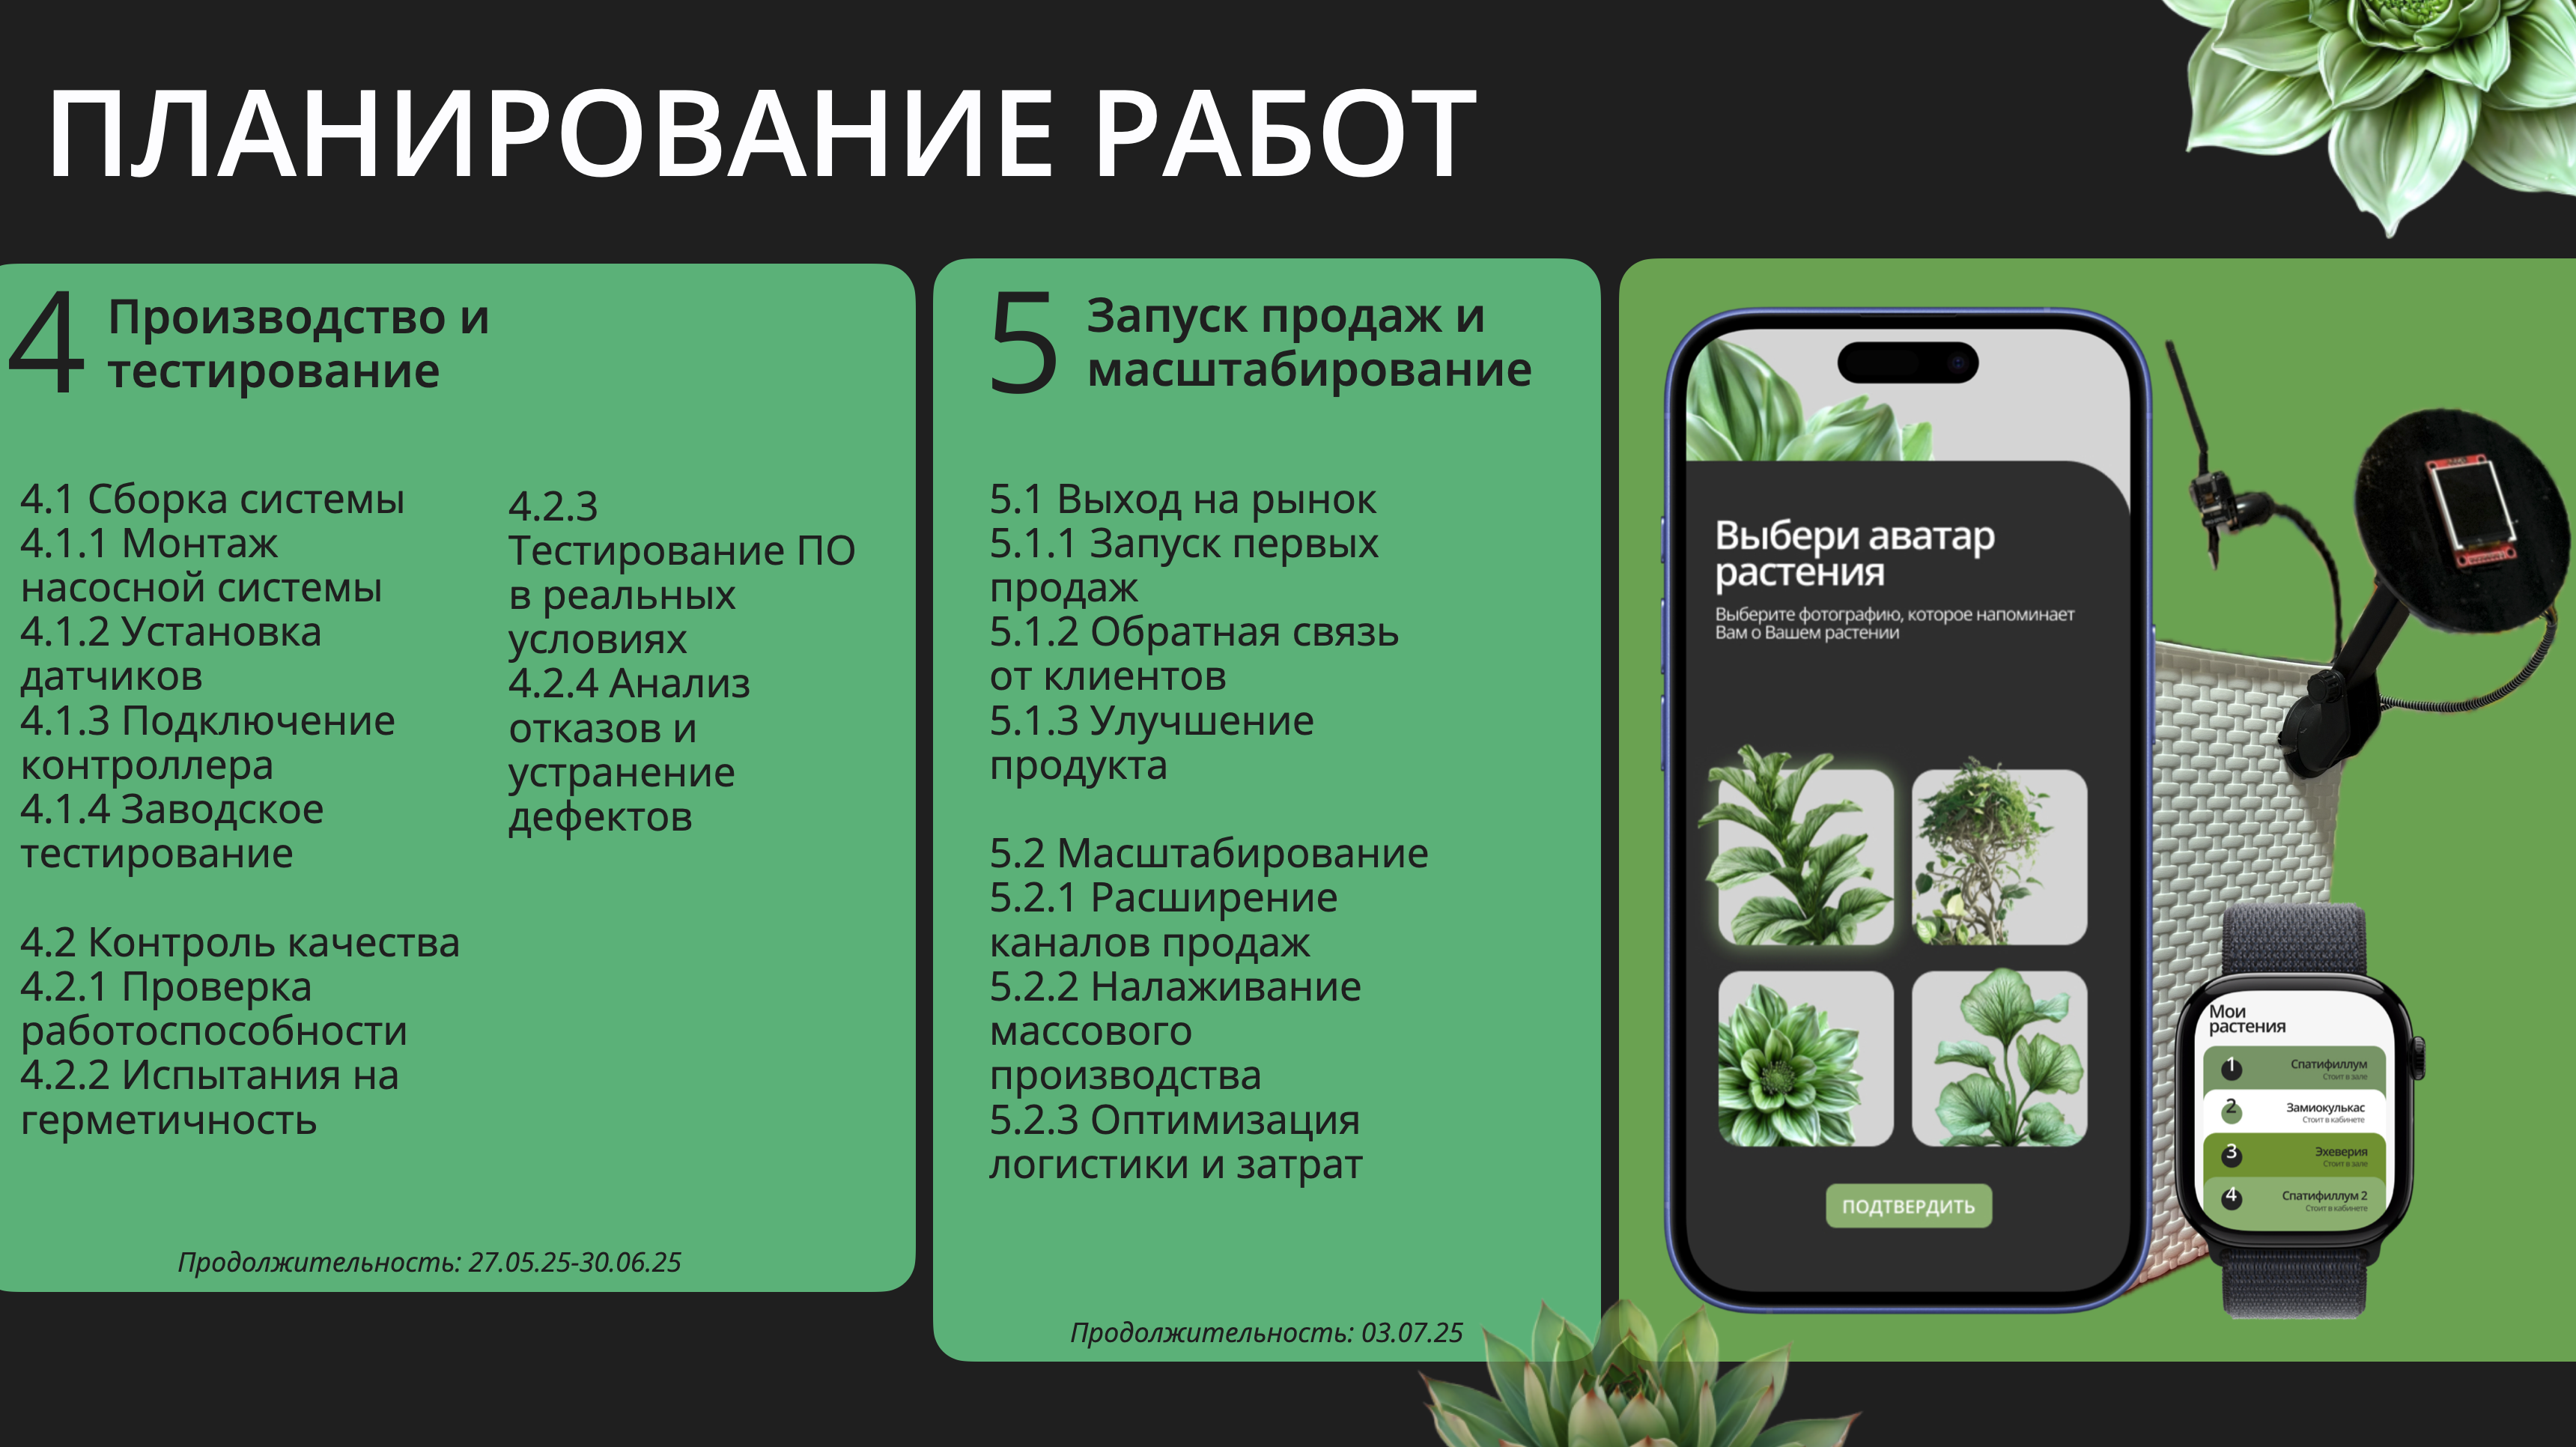 ПЛАНИРОВАНИЕ РАБОТ
4
Производство и
тестирование
4.1 Сборка системы
4.1.1 Монтаж
насосной системы
4.1.2 Установка
датчиков
4.1.3 Подключение
контроллера
4.1.4 Заводское
тестирование
4.2 Контроль качества
4.2.1 Проверка
работоспособности
4.2.2 Испытания на
герметичность
4.2.3
Тестирование ПО
в реальных
условиях
4.2.4 Анализ
отказов и
устранение
дефектов
Продолжительность: 27.05.25-30.06.25
5
Запуск продаж и
масштабирование
5.1 Выход на рынок
5.1.1 Запуск первых
продаж
5.1.2 Обратная связь
от клиентов
5.1.3 Улучшение
продукта
5.2 Масштабирование
5.2.1 Расширение
каналов продаж
5.2.2 Налаживание
массового
производства
5.2.3 Оптимизация
логистики и затрат
Продолжительность: 03.07.25
Выбери аватар
растения
Выберите фотографию, которое напоминает
Вам о Вашем растении
ПОДТВЕРДИТЬ
Мои
растения
1
Спатифиллум
Стоит в зале
2
Замиокулькас
Стоит в кабинете
3
Эхеверия
Стоит в зале
4
Спатифиллум 2
Стоит в кабинете